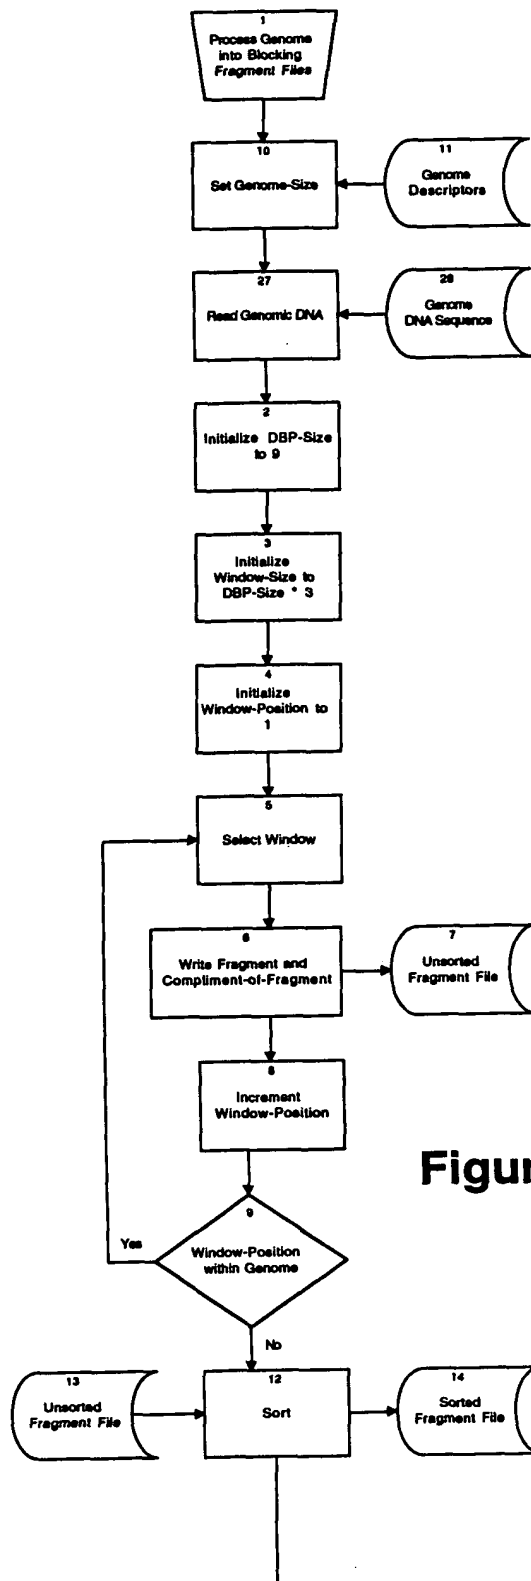 1
Process Genome
into Blocking
Fragment Files
10
Set Genome-Size
11
Genome
Descriptors
27
Read Genomic DNA
28
Genome
DNA Sequence
2
Initialize DBP-Size
to 9
3
Initialize
Window-Size to
DBP-Size * 3
4
Initialize
Window-Position to
1
5
Select Window
6
Write Fragment and
Compliment-of-Fragment
7
Unsorted
Fragment File
8
Increment
Window-Position
Figur
9
Yes
Window-Position
within Genome
No
13
Unsorted
Fragment File
12
Sort
14
Sorted
Fragment File